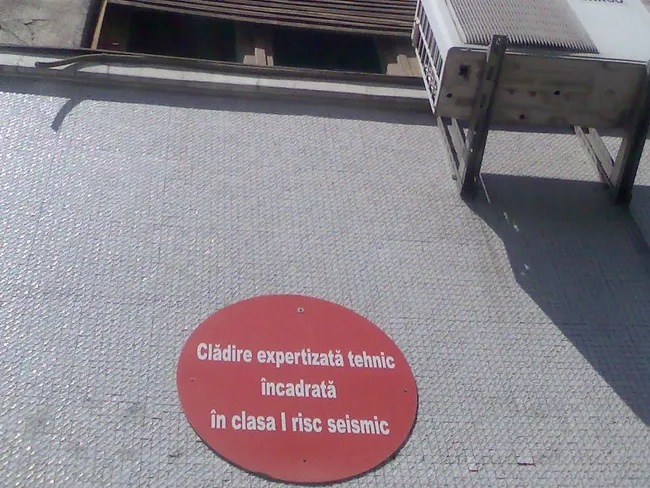 Clădire expertizată tehnic
încadrată
în clasa I risc seismic